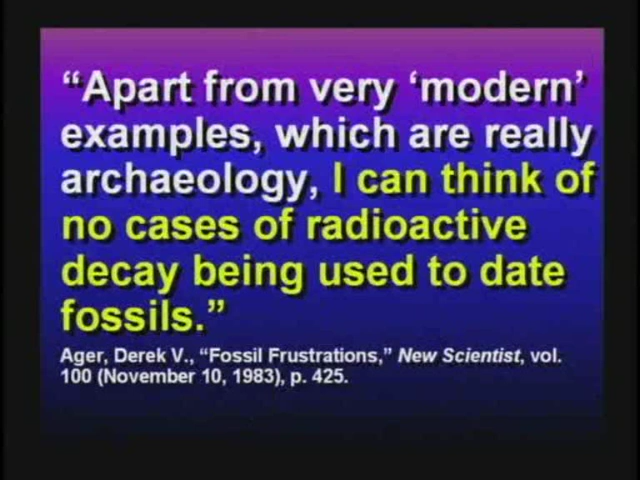 “Apart from very ‘modern’
examples, which are really
archaeology, I can think of
no cases of radioactive
decay being used to date
fossils.”
Ager, Derek V., “Fossil Frustrations,” New Scientist, vol.
100 (November 10, 1983), p. 425.